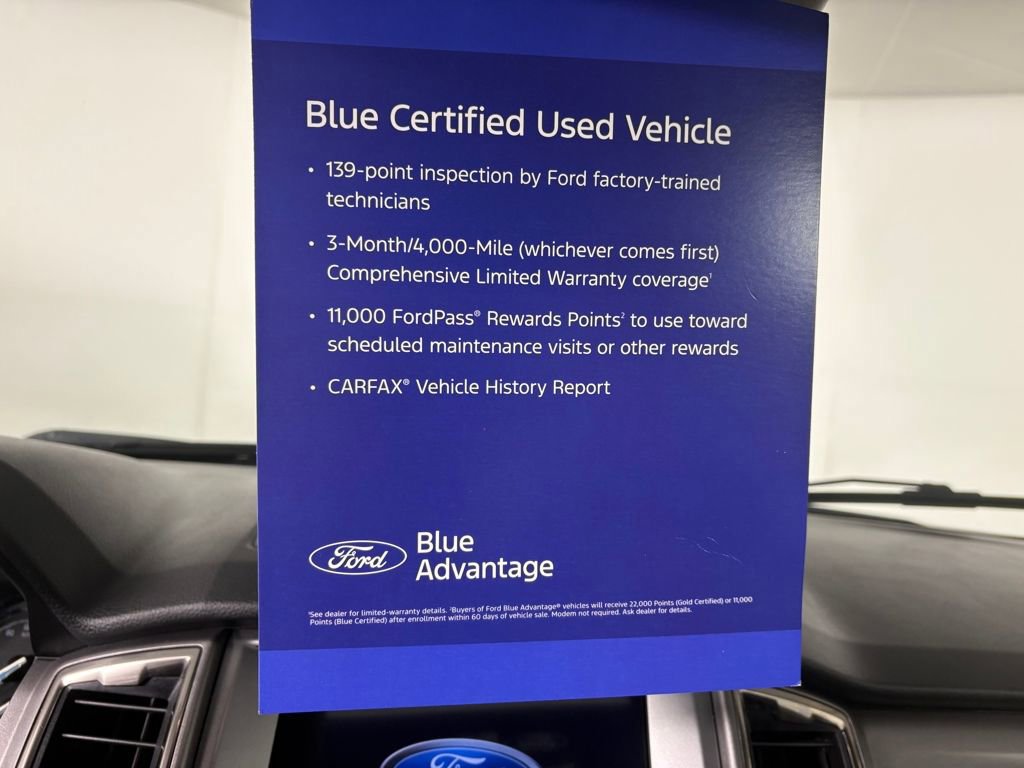 Blue Certified Used Vehicle
• 139-point inspection by Ford factory-trained
technicians
• 3-Month/4,000-Mile (whichever comes first)
Comprehensive Limited Warranty coverage¹
• 11,000 FordPass® Rewards Points² to use toward
scheduled maintenance visits or other rewards
• CARFAX® Vehicle History Report
Ford
Blue
Advantage
¹See dealer for limited-warranty details. ²Buyers of Ford Blue Advantage® vehicles will receive 22,000 Points (Gold Certified) or 11,000
Points (Blue Certified) after enrollment within 60 days of vehicle sale. Modem not required. Ask dealer for details.
Ford